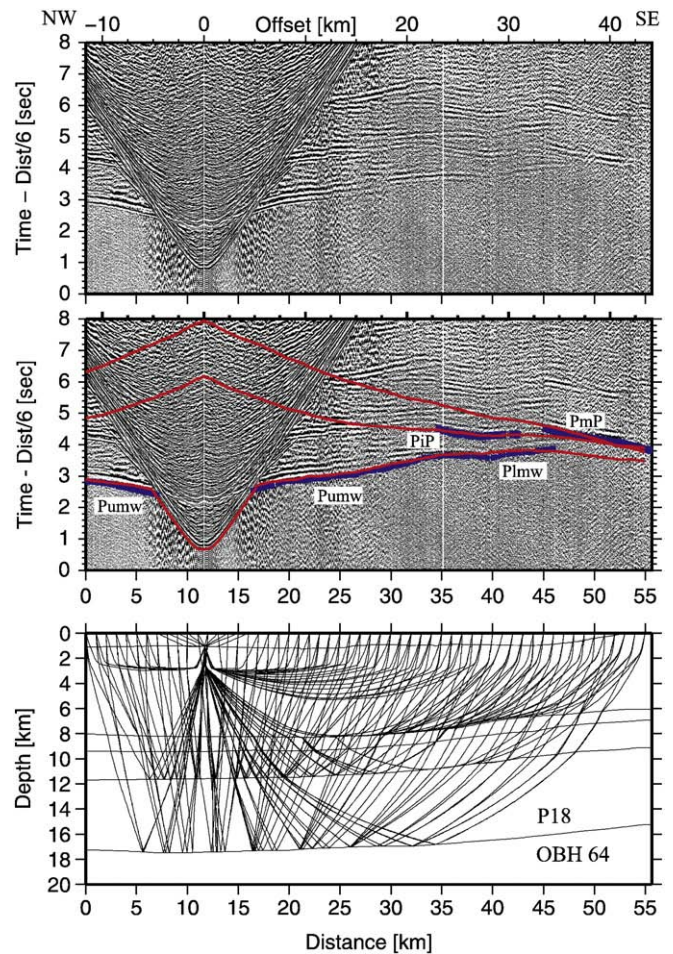 NW −10 0 Offset [km] 20 30 40 SE
8
7
6
5
4
3
2
1
0
Time – Dist/6 [sec]
8
7
6
5
4
3
2
1
0
Time - Dist/6 [sec]
PmP
PiP
Plmw
Pumw
Pumw
0 5 10 15 20 25 30 35 40 45 50 55
0
2
4
6
8
10
12
14
16
18
20
Depth [km]
P18
OBH 64
0 5 10 15 20 25 30 35 40 45 50 55
Distance [km]